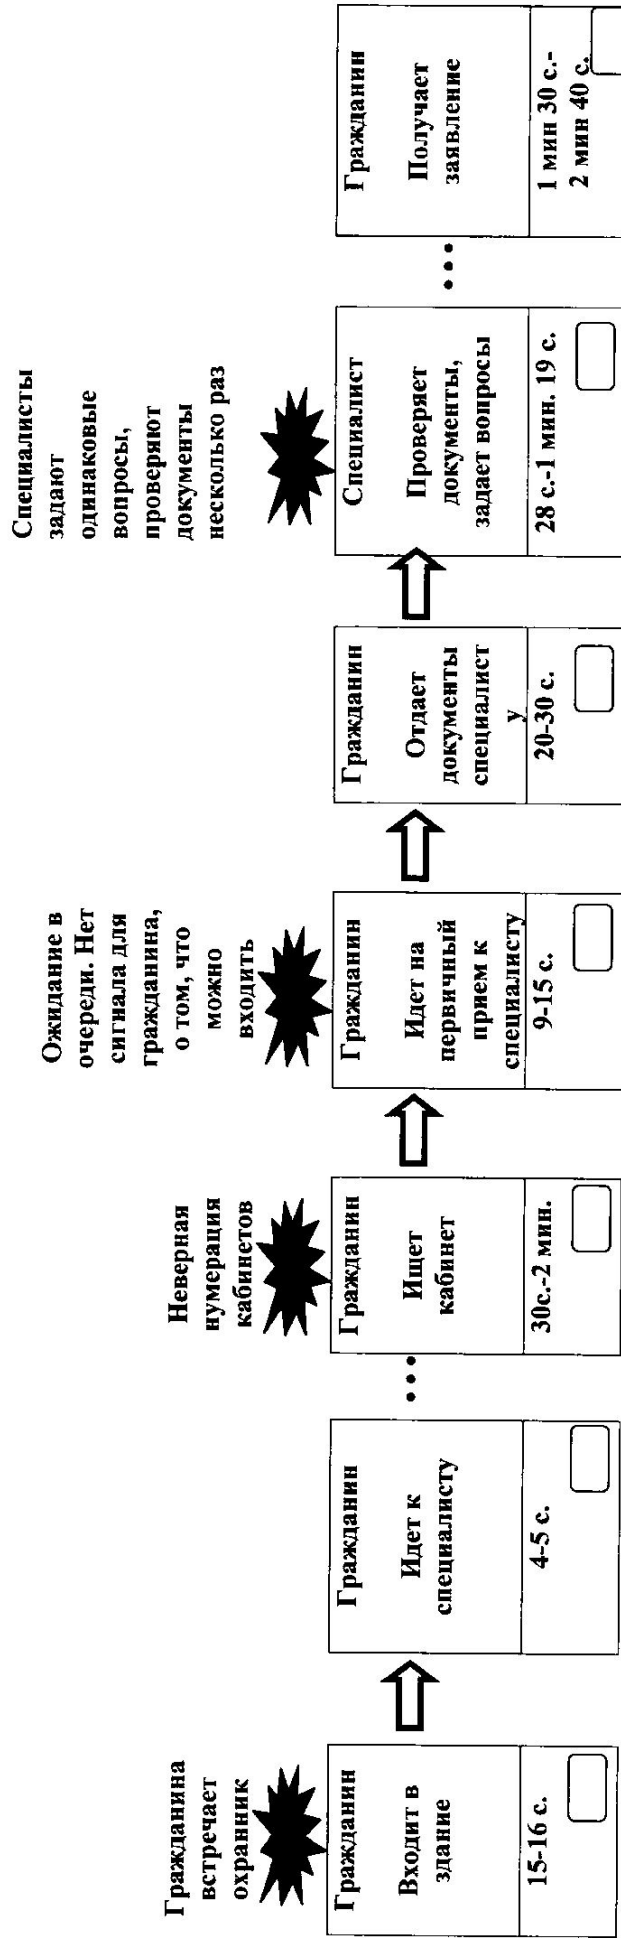 Гражданина
встречает
охранник
Гражданин
Входит в
здание
15-16 с.
Гражданин
Идет к
специалисту
4-5 с.
...
Неверная
нумерация
кабинетов
Гражданин
Ищет
кабинет
30с.-2 мин.
Ожидание в
очереди. Нет
сигнала для
гражданина,
о том, что
можно
входить
Гражданин
Идет на
первичный
прием к
специалисту
9-15 с.
Гражданин
Отдает
документы
специалист
у
20-30 с.
Специалисты
задают
одинаковые
вопросы,
проверяют
документы
несколько раз
Специалист
Проверяет
документы,
задает вопросы
28 с.-1 мин. 19 с.
...
Гражданин
Получает
заявление
1 мин 30 с.-
2 мин 40 с.